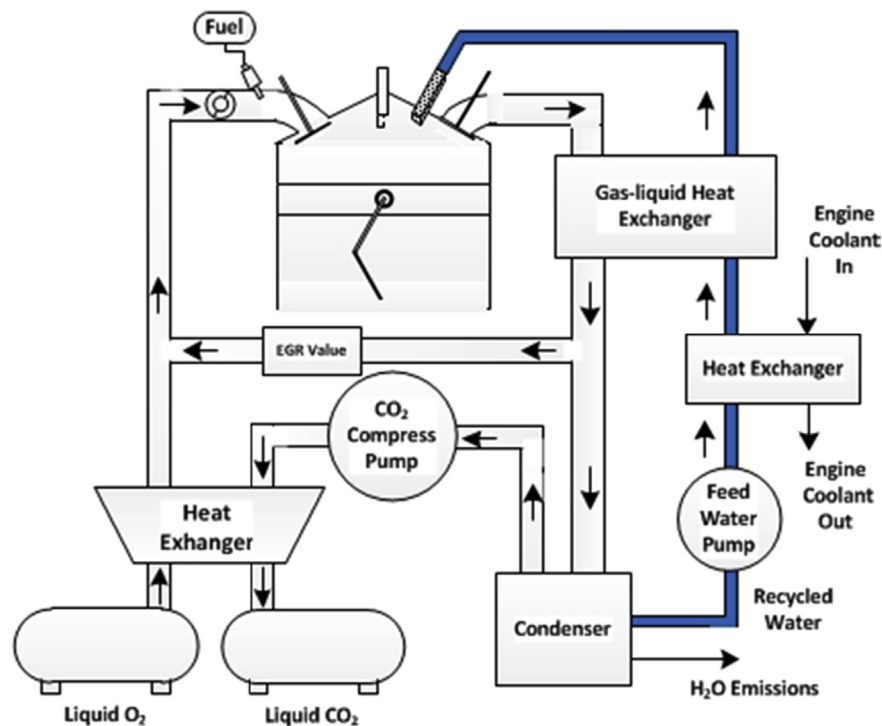 Fuel
Gas-liquid Heat
Exchanger
Engine
Coolant
In
EGR Value
Heat Exchanger
CO₂
Compress
Pump
Engine
Coolant
Out
Feed
Water
Pump
Heat
Exhanger
Recycled
Water
Condenser
H₂O Emissions
Liquid O₂
Liquid CO₂